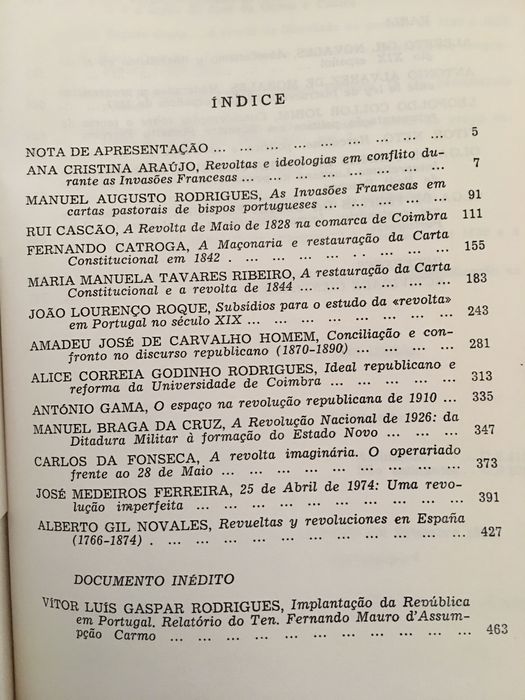 ÍNDICE
NOTA DE APRESENTAÇÃO ... ... ... ... ... ... ... ... ... 5
ANA CRISTINA ARAÚJO, Revoltas e ideologias em conflito du-
rante as Invasões Francesas ... ... ... ... ... ... ... ... 7
MANUEL AUGUSTO RODRIGUES, As Invasões Francesas em
cartas pastorais de bispos portugueses ... ... ... ... ... 91
RUI CASCÃO, A Revolta de Maio de 1828 na comarca de Coimbra 111
FERNANDO CATROGA, A Maçonaria e restauração da Carta
Constitucional em 1842 . ... ... ... ... . . ... ... ... 155
MARIA MANUELA TAVARES RIBEIRO, A restauração da Carta
Constitucional e a revolta de 1844 ... ... ... ... ... ... 183
JOÃO LOURENÇO ROQUE, Subsídios para o estudo da «revolta»
em Portugal no século XIX ... ... ... ... ... ... ... ... 243
AMADEU JOSÉ DE CARVALHO HOMEM, Conciliação e con-
fronto no discurso republicano (1870-1890) ... ... ... ... 281
ALICE CORREIA GODINHO RODRIGUES, Ideal republicano e
reforma da Universidade de Coimbra ... ... ... ... ... 313
ANTÓNIO GAMA, O espaço na revolução republicana de 1910 ... 335
MANUEL BRAGA DA CRUZ, A Revolução Nacional de 1926: da
Ditadura Militar à formação do Estado Novo ... ... ... 347
CARLOS DA FONSECA, A revolta imaginária. O operariado
frente ao 28 de Maio ... ... ... ... ... ... ... ... ... 373
JOSÉ MEDEIROS FERREIRA, 25 de Abril de 1974: Uma revo-
lução imperfeita ... ... ... ... ... ... ... ... ... ... 391
ALBERTO GIL NOVALES, Revueltas y revoluciones en España
(1766-1874) . ... ... ... ... ... ... ... ... ... ... ... 427
DOCUMENTO INÉDITO
VÍTOR LUÍS GASPAR RODRIGUES, Implantação da República
em Portugal. Relatório do Ten. Fernando Mauro d'Assum-
pção Carmo ... ... ... ... ... ... ... ... ... ... ... 463